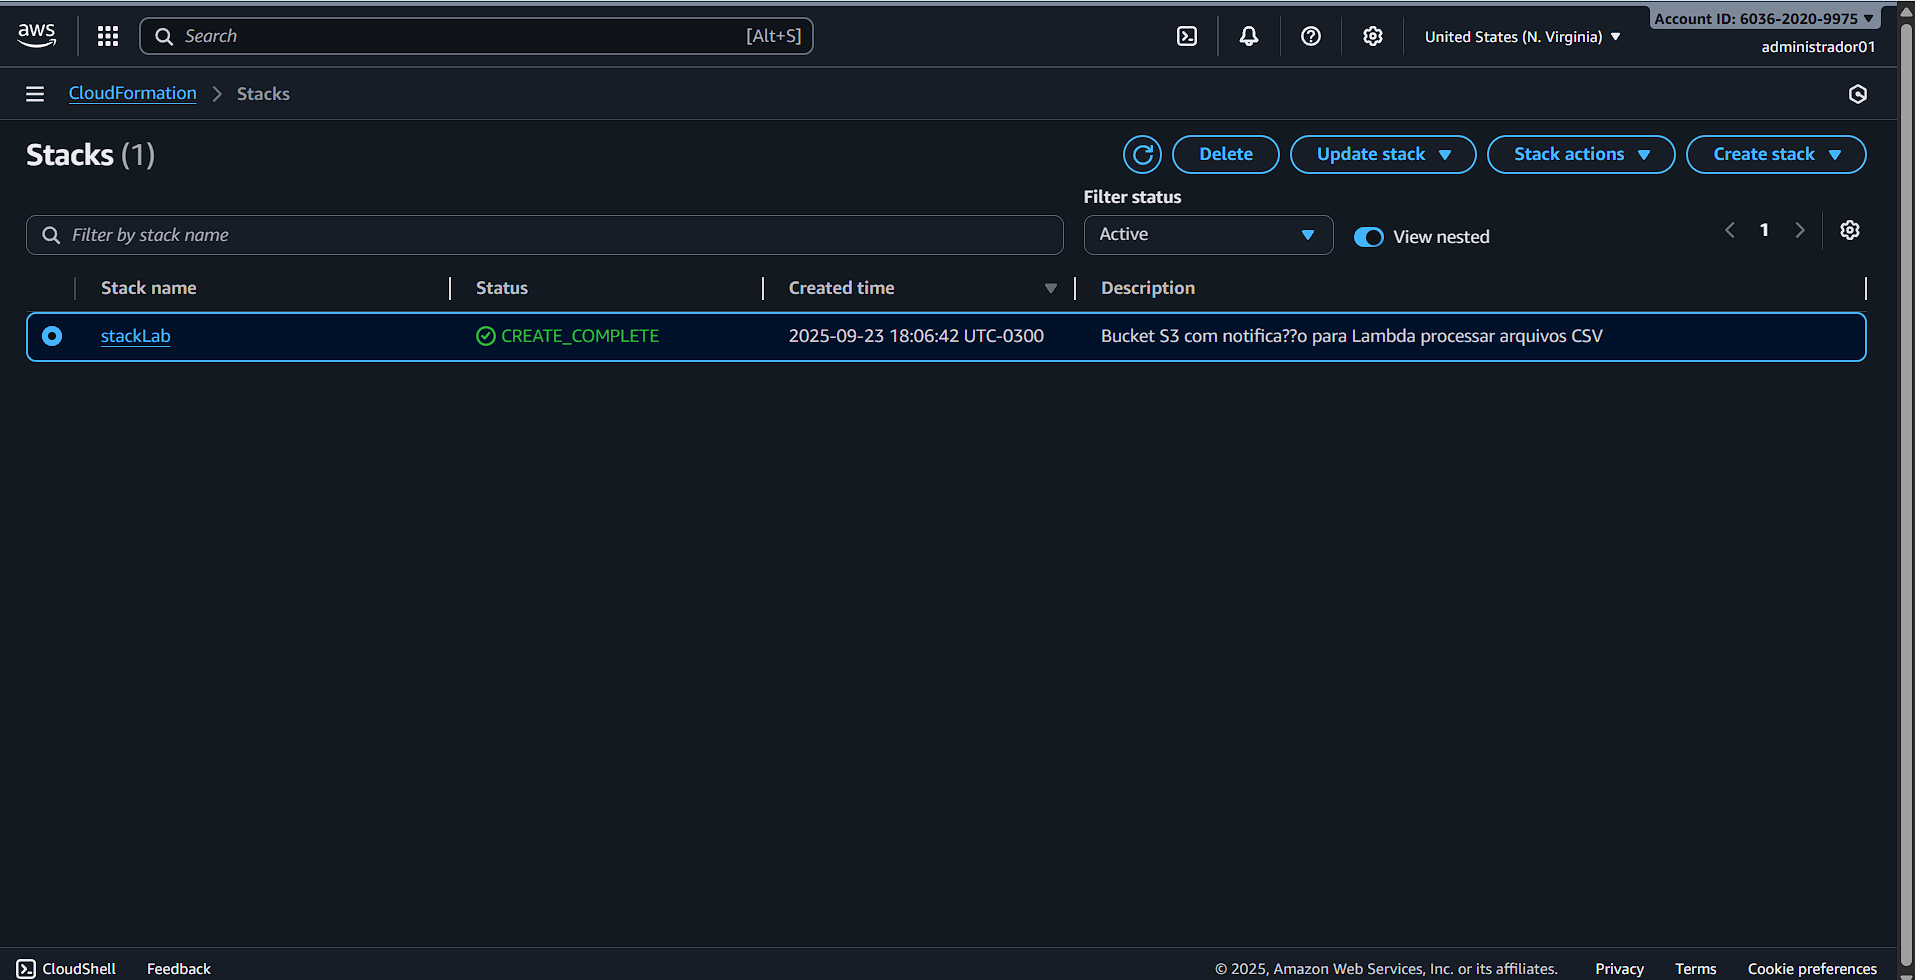 aws
Search [Alt+S]
United States (N. Virginia)
Account ID: 6036-2020-9975
administrador01
CloudFormation Stacks
Stacks (1)
Delete Update stack Stack actions Create stack
Filter status
Filter by stack name
Active
View nested
1
Stack name Status Created time Description
stackLab CREATE_COMPLETE 2025-09-23 18:06:42 UTC-0300 Bucket S3 com notifica??o para Lambda processar arquivos CSV
CloudShell Feedback © 2025, Amazon Web Services, Inc. or its affiliates. Privacy Terms Cookie preferences